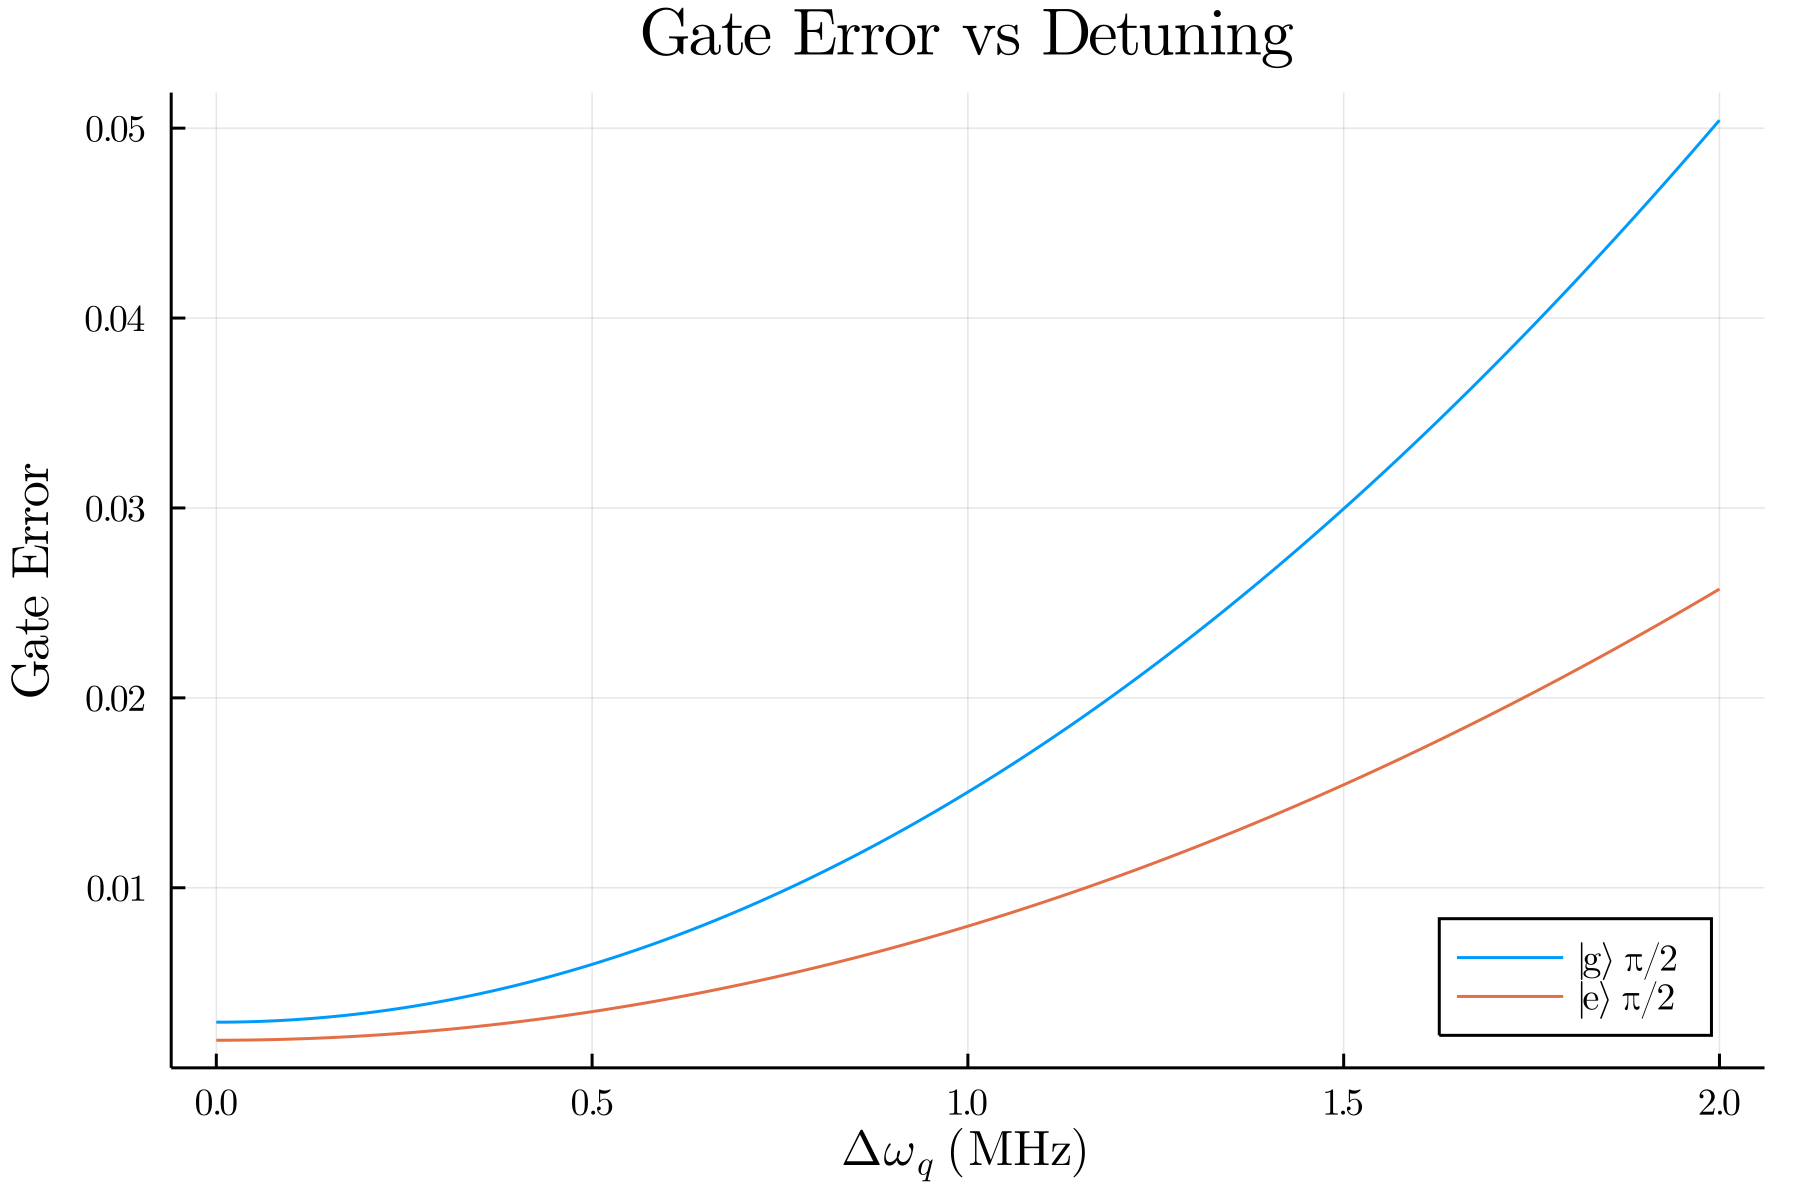 Gate Error vs Detuning
0.05
0.04
0.03
0.02
0.01
Gate Error
|g⟩ π/2
|e⟩ π/2
0.0 0.5 1.0 1.5 2.0
Δω_q (MHz)